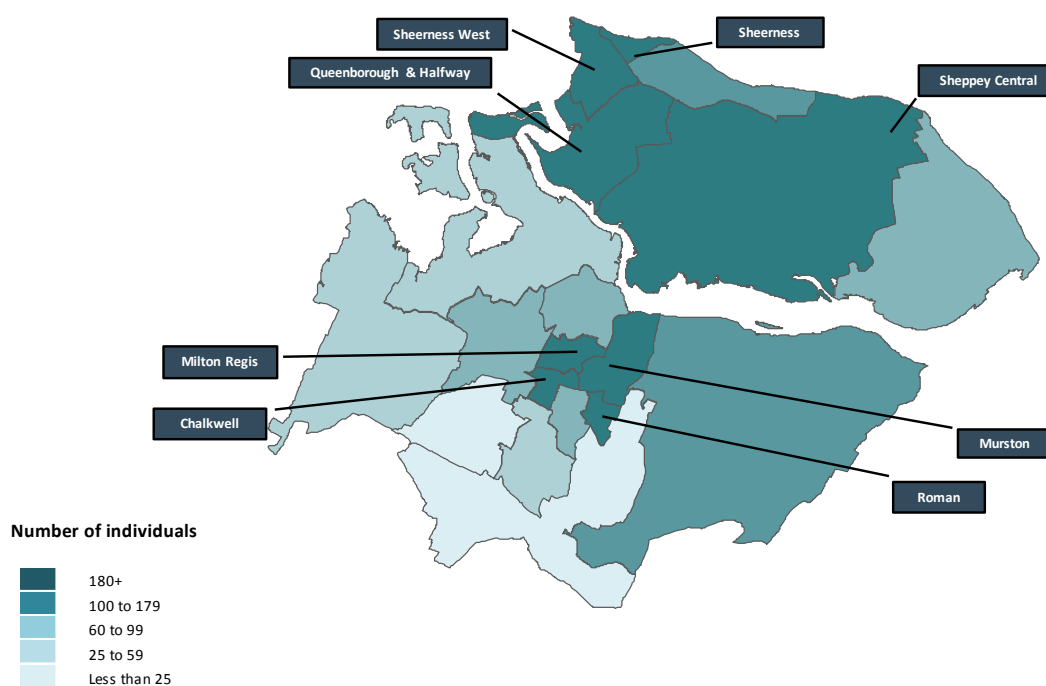 Sheerness West
Sheerness
Queenborough & Halfway
Sheppey Central
Milton Regis
Chalkwell
Murston
Roman
Number of individuals
180+
100 to 179
60 to 99
25 to 59
Less than 25